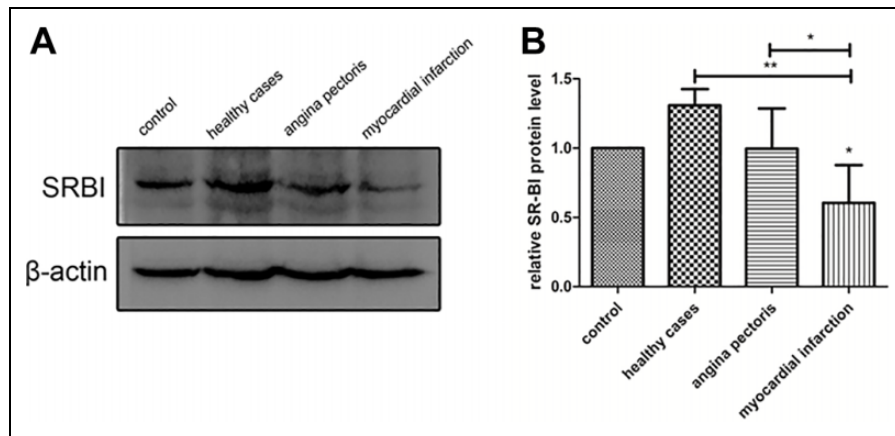 A
control
healthy cases
angina pectoris
myocardial infarction
SRBI
β-actin
B
*
**
*
relative SR-BI protein level
1.5
1.0
0.5
0.0
control
healthy cases
angina pectoris
myocardial infarction